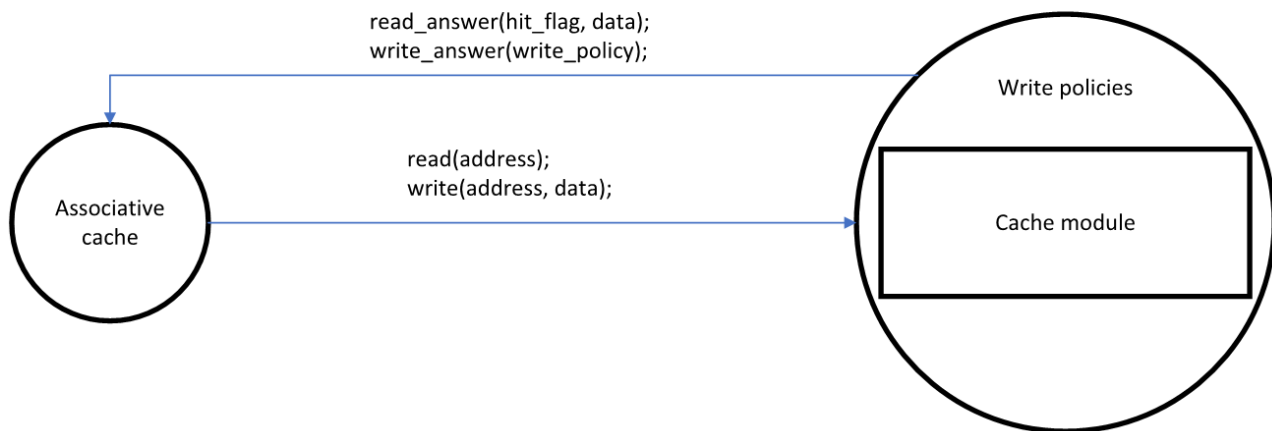 read_answer(hit_flag, data);
write_answer(write_policy);
Write policies
read(address);
write(address, data);
Associative
cache
Cache module